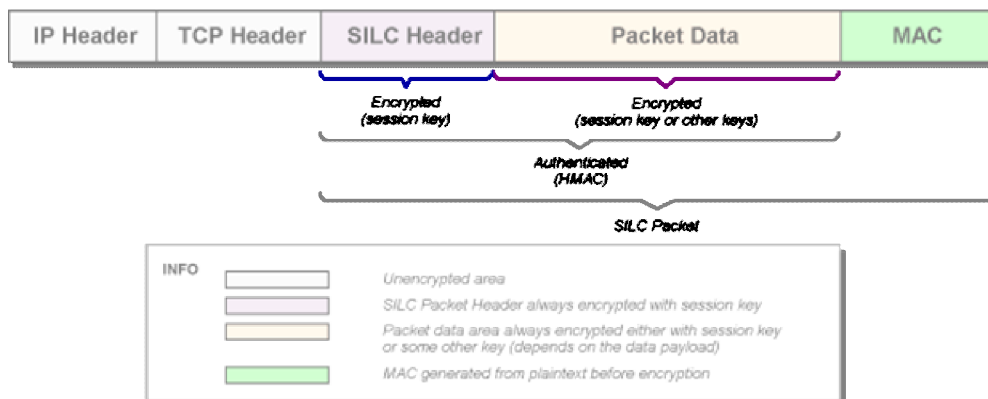 IP Header TCP Header SILC Header Packet Data MAC
Encrypted
(session key)
Encrypted
(session key or other keys)
Authenticated
(HMAC)
SILC Packet
INFO
Unencrypted area
SILC Packet Header always encrypted with session key
Packet data area always encrypted either with session key
or some other key (depends on the data payload)
MAC generated from plaintext before encryption